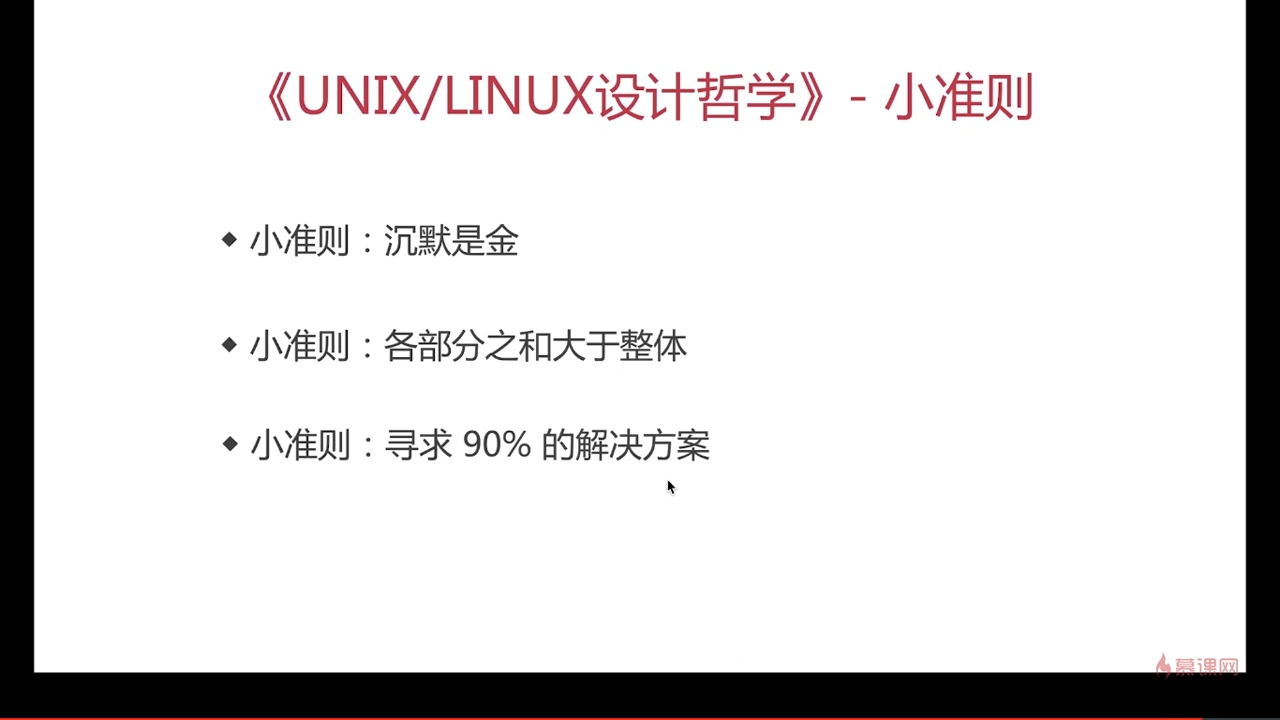 《UNIX/LINUX设计哲学》- 小准则
◆ 小准则：沉默是金
◆ 小准则：各部分之和大于整体
◆ 小准则：寻求 90% 的解决方案
慕课网